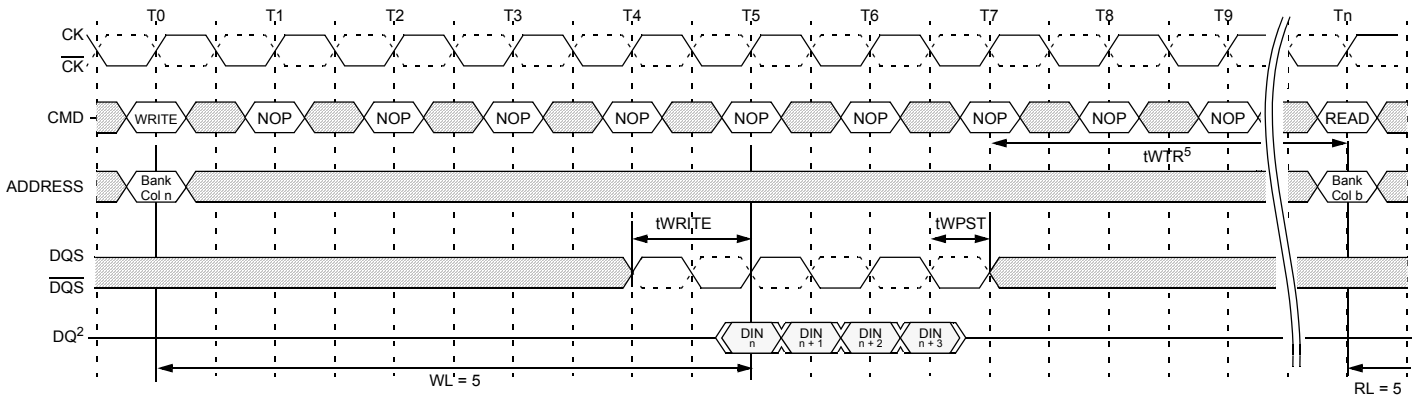 T0 T1 T2 T3 T4 T5 T6 T7 T8 T9 Tn
CK
CK
CMD WRITE NOP NOP NOP NOP NOP NOP NOP NOP NOP READ
tWTR5
ADDRESS Bank Col n Bank Col b
tWRITE tWPST
DQS
DQS
DQ2 DIN n DIN n + 1 DIN n + 2 DIN n + 3
WL = 5 RL = 5